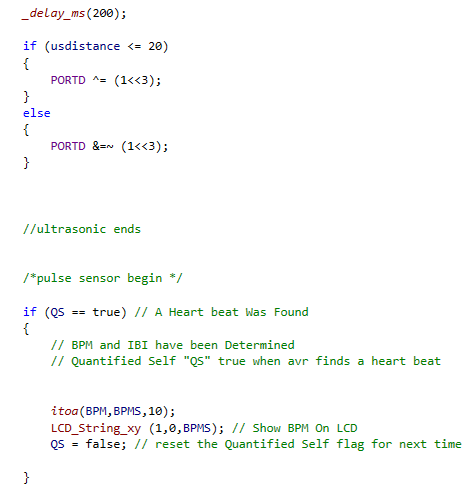 _delay_ms(200);
if (usdistance <= 20)
{
PORTD ^= (1<<3);
}
else
{
PORTD &=~ (1<<3);
}
//ultrasonic ends
/*pulse sensor begin */
if (QS == true) // A Heart beat Was Found
{
// BPM and IBI have been Determined
// Quantified Self "QS" true when avr finds a heart beat
itoa(BPM,BPMS,10);
LCD_String_xy (1,0,BPMS); // Show BPM On LCD
QS = false; // reset the Quantified Self flag for next time
}